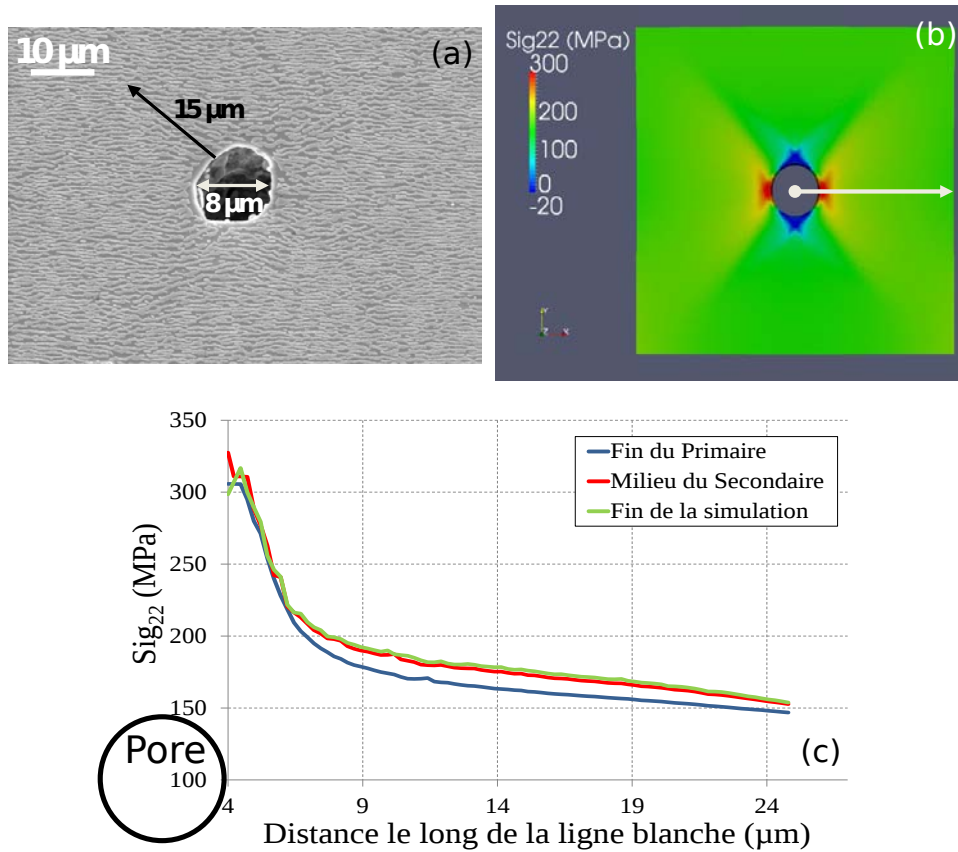 10 µm
(a)
15 µm
8 µm
(b)
Sig22 (MPa)
300
200
100
0
-20
Y
Z
X
350
300
250
200
150
100
Sig22 (MPa)
Fin du Primaire
Milieu du Secondaire
Fin de la simulation
Pore
(c)
4
9
14
19
24
Distance le long de la ligne blanche (µm)